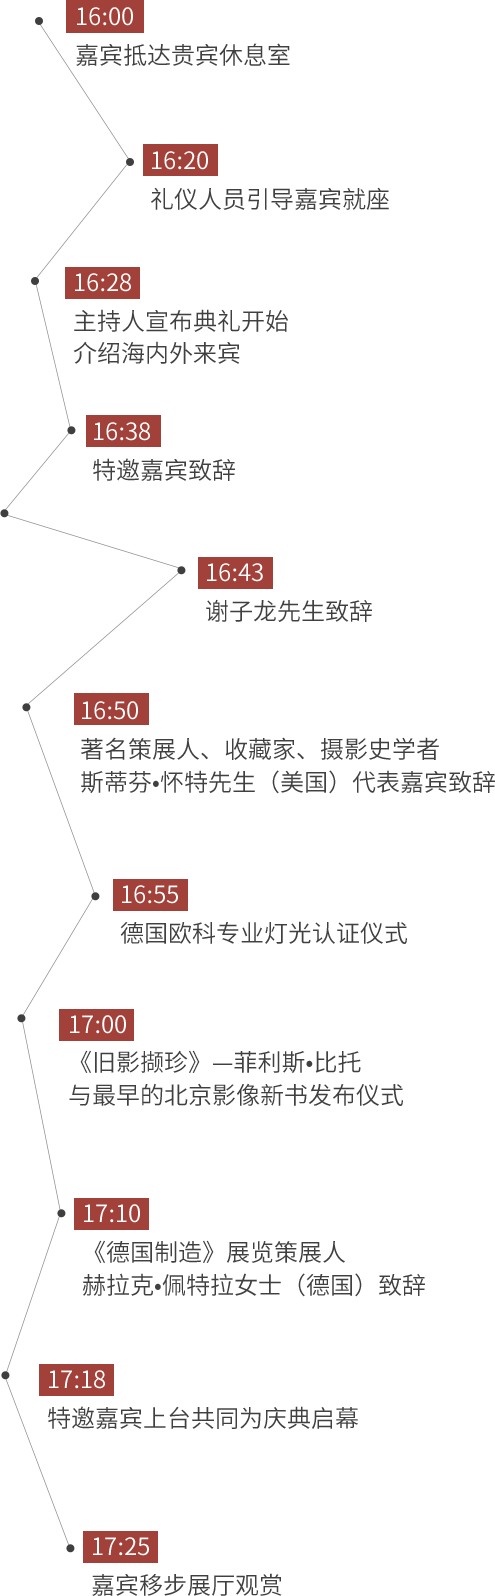 16:00
嘉宾抵达贵宾休息室
16:20
礼仪人员引导嘉宾就座
16:28
主持人宣布典礼开始
介绍海内外来宾
16:38
特邀嘉宾致辞
16:43
谢子龙先生致辞
16:50
著名策展人、收藏家、摄影史学者
斯蒂芬•怀特先生（美国）代表嘉宾致辞
16:55
德国欧科专业灯光认证仪式
17:00
《旧影撷珍》—菲利斯•比托
与最早的北京影像新书发布仪式
17:10
《德国制造》展览策展人
赫拉克•佩特拉女士（德国）致辞
17:18
特邀嘉宾上台共同为庆典启幕
17:25
嘉宾移步展厅观赏